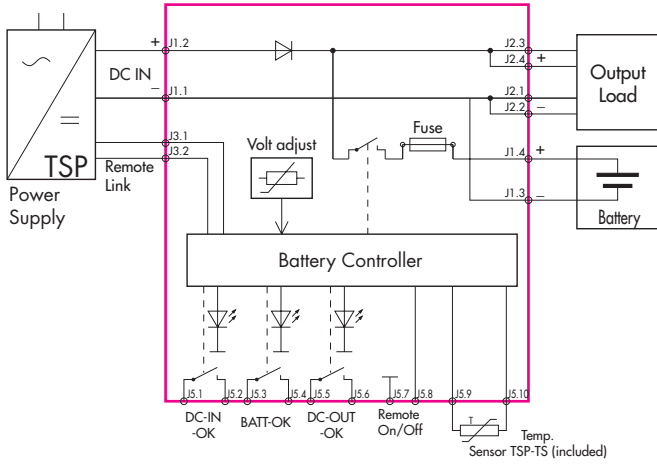 + J1.2
DC IN
− J1.1
J3.1
J3.2
TSP
Remote
Link
Power
Supply
Volt adjust
Fuse
J2.3
J2.4 +
J2.1
J2.2 −
Output
Load
J1.4 +
J1.3 −
Battery
Battery Controller
J5.1 J5.2 J5.3 J5.4 J5.5 J5.6 J5.7 J5.8 J5.9 J5.10
DC-IN
-OK
BATT-OK
DC-OUT
-OK
Remote
On/Off
T
Temp.
Sensor TSP-TS (included)